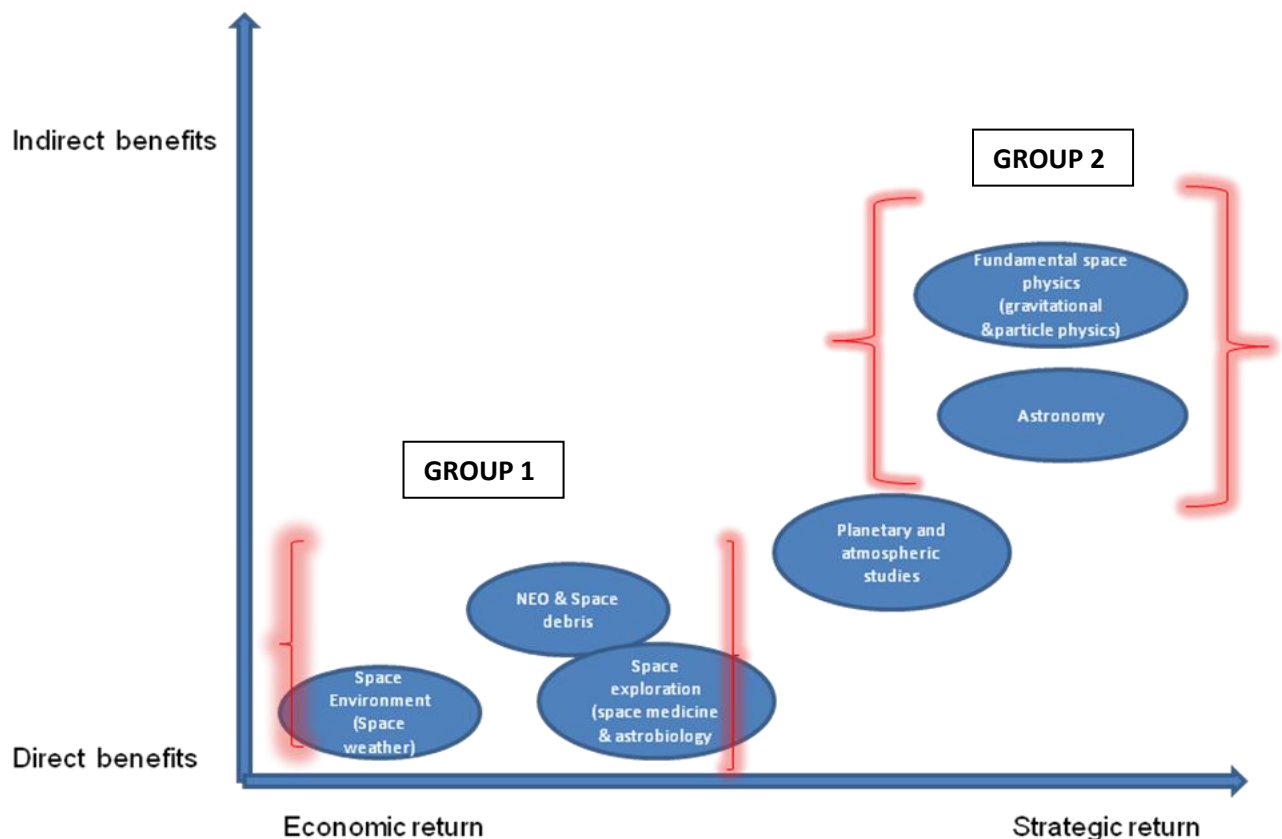 Indirect benefits
GROUP 2
Fundamental space
physics
(gravitational
&particle physics)
Astronomy
GROUP 1
Planetary and
atmospheric
studies
NEO & Space
debris
Space
exploration
(space medicine
& astrobiology
Space
Environment
(Space
weather)
Direct benefits
Economic return
Strategic return